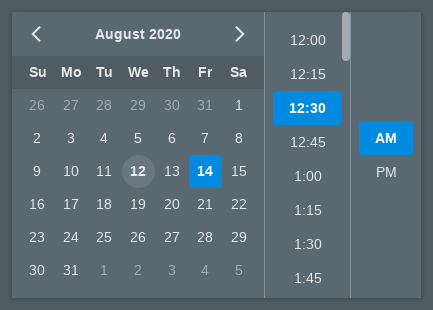 August 2020
Su Mo Tu We Th Fr Sa
26 27 28 29 30 31 1
2 3 4 5 6 7 8
9 10 11 12 13 14 15
16 17 18 19 20 21 22
23 24 25 26 27 28 29
30 31 1 2 3 4 5
12:00
12:15
12:30
12:45
1:00
1:15
1:30
1:45
AM
PM